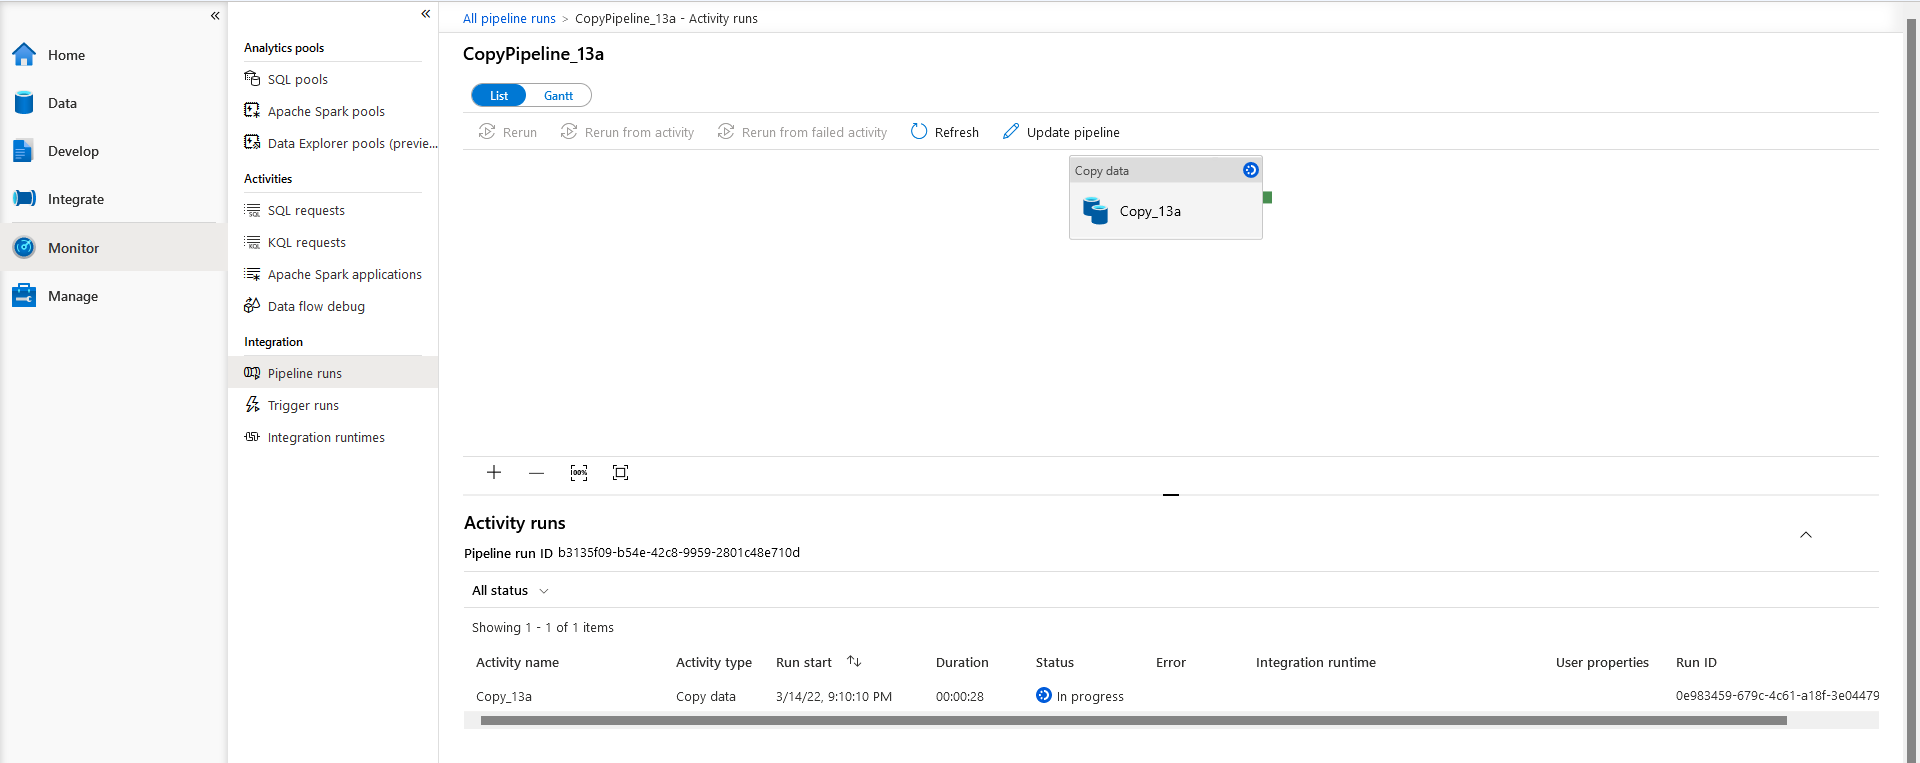 «
Home
Data
Develop
Integrate
Monitor
Manage
«
Analytics pools
SQL pools
Apache Spark pools
Data Explorer pools (previe...
Activities
SQL requests
KQL requests
Apache Spark applications
Data flow debug
Integration
Pipeline runs
Trigger runs
Integration runtimes
All pipeline runs > CopyPipeline_13a - Activity runs
CopyPipeline_13a
List Gantt
Rerun Rerun from activity Rerun from failed activity Refresh Update pipeline
Copy data
Copy_13a
100%
Activity runs
Pipeline run ID b3135f09-b54e-42c8-9959-2801c48e710d
All status
Showing 1 - 1 of 1 items
Activity name Activity type Run start Duration Status Error Integration runtime User properties Run ID
Copy_13a Copy data 3/14/22, 9:10:10 PM 00:00:28 In progress 0e983459-679c-4c61-a18f-3e04479